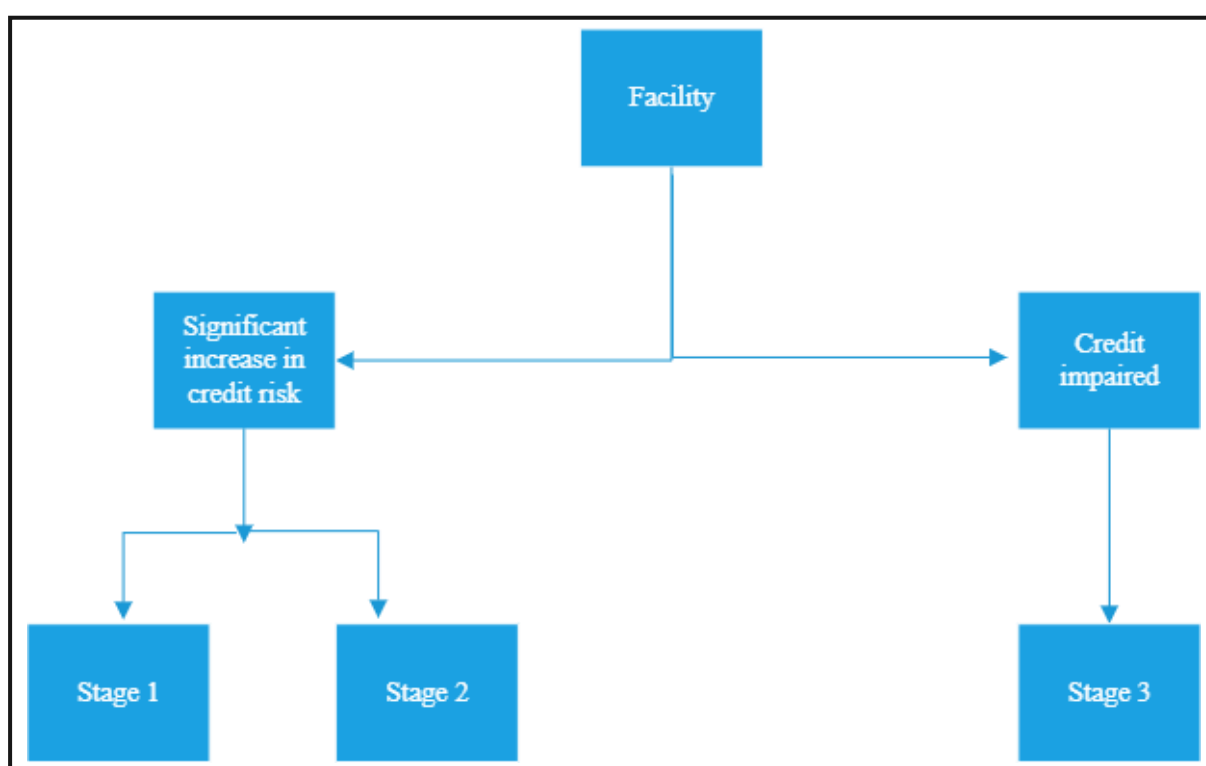 Facility
Significant
increase in
credit risk
Credit
impaired
Stage 1
Stage 2
Stage 3